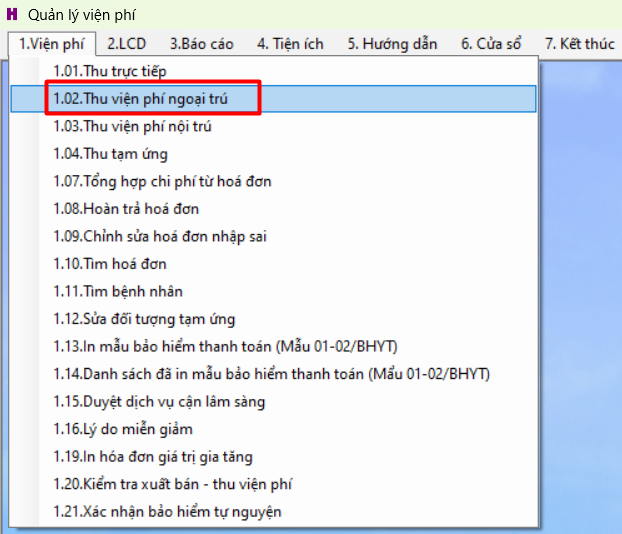 H Quản lý viện phí
1.Viện phí 2.LCD 3.Báo cáo 4. Tiện ích 5. Hướng dẫn 6. Cửa sổ 7. Kết thúc
1.01.Thu trực tiếp
1.02.Thu viện phí ngoại trú
1.03.Thu viện phí nội trú
1.04.Thu tạm ứng
1.07.Tổng hợp chi phí từ hoá đơn
1.08.Hoàn trả hoá đơn
1.09.Chỉnh sửa hoá đơn nhập sai
1.10.Tìm hoá đơn
1.11.Tìm bệnh nhân
1.12.Sửa đối tượng tạm ứng
1.13.In mẫu bảo hiểm thanh toán (Mẫu 01-02/BHYT)
1.14.Danh sách đã in mẫu bảo hiểm thanh toán (Mẩu 01-02/BHYT)
1.15.Duyệt dịch vụ cận lâm sàng
1.16.Lý do miễn giảm
1.19.In hóa đơn giá trị gia tăng
1.20.Kiểm tra xuất bán - thu viện phí
1.21.Xác nhận bảo hiểm tự nguyện